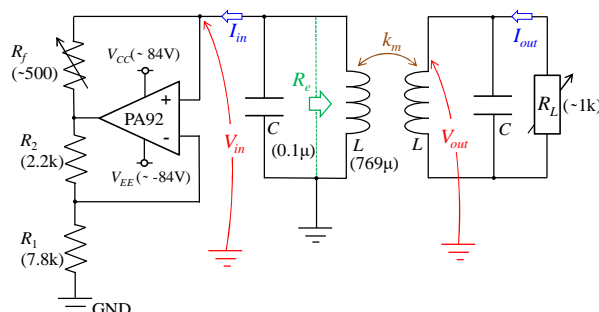 I_in
I_out
R_f
(~500)
V_CC(~ 84V)
+
PA92
-
V_EE(~ -84V)
R_2
(2.2k)
R_1
(7.8k)
GND
V_in
C
(0.1μ)
R_e
k_m
L
(769μ)
L
V_out
C
R_L
(~1k)